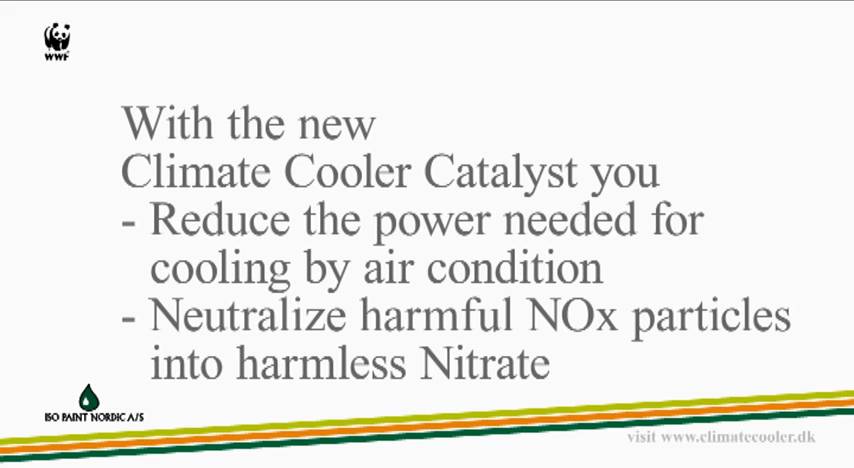 WWF
With the new
Climate Cooler Catalyst you
- Reduce the power needed for
cooling by air condition
- Neutralize harmful NOx particles
into harmless Nitrate
ISO PAINT NORDIC A/S
visit www.climatecooler.dk